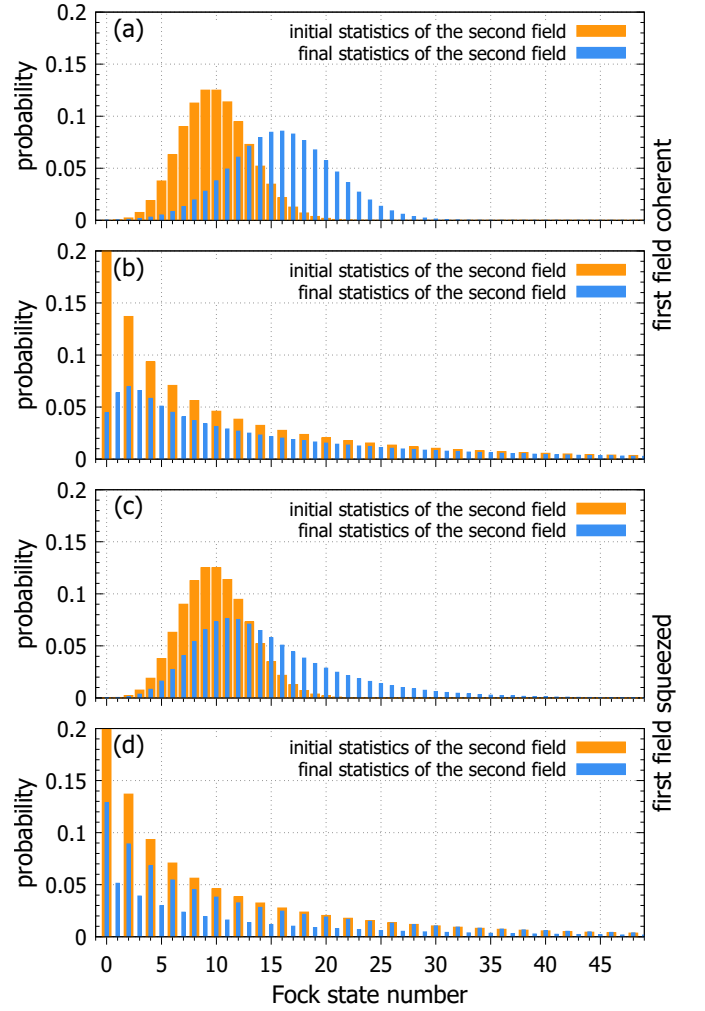 (a)
initial statistics of the second field
final statistics of the second field
probability
0.2
0.15
0.1
0.05
0
(b)
initial statistics of the second field
final statistics of the second field
probability
0.2
0.15
0.1
0.05
0
first field coherent
(c)
initial statistics of the second field
final statistics of the second field
probability
0.2
0.15
0.1
0.05
0
(d)
initial statistics of the second field
final statistics of the second field
probability
0.2
0.15
0.1
0.05
0
first field squeezed
0 5 10 15 20 25 30 35 40 45
Fock state number